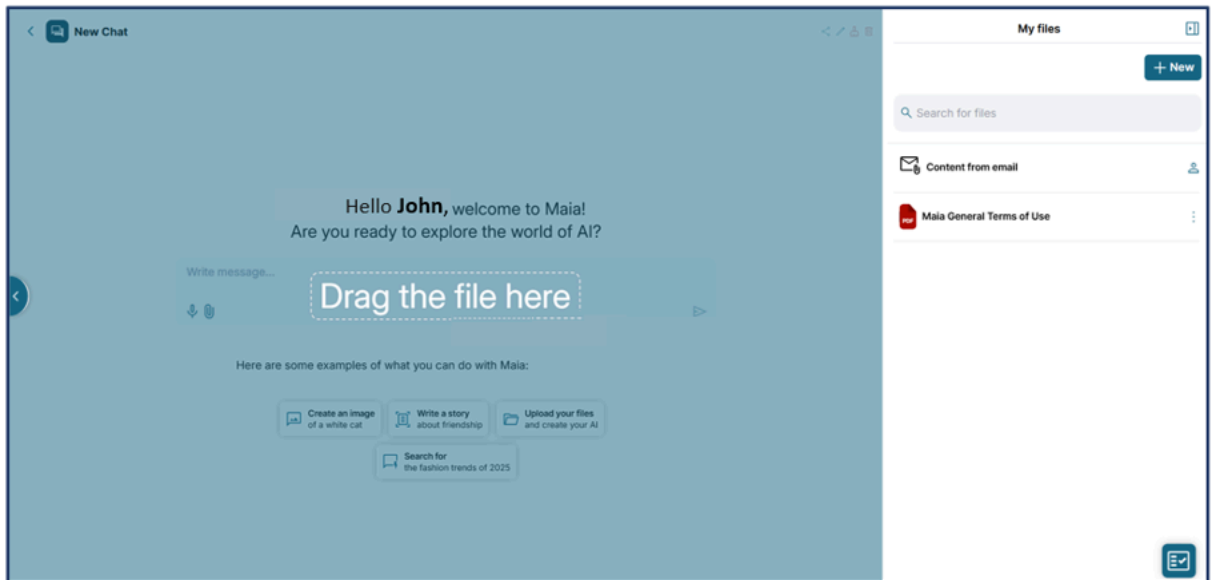 New Chat
My files
+ New
Search for files
Content from email
PDF
Maia General Terms of Use
Hello John, welcome to Maia!
Are you ready to explore the world of AI?
Write message...
Drag the file here
Here are some examples of what you can do with Maia:
Create an image
of a white cat
Write a story
about friendship
Upload your files
and create your AI
Search for
the fashion trends of 2025